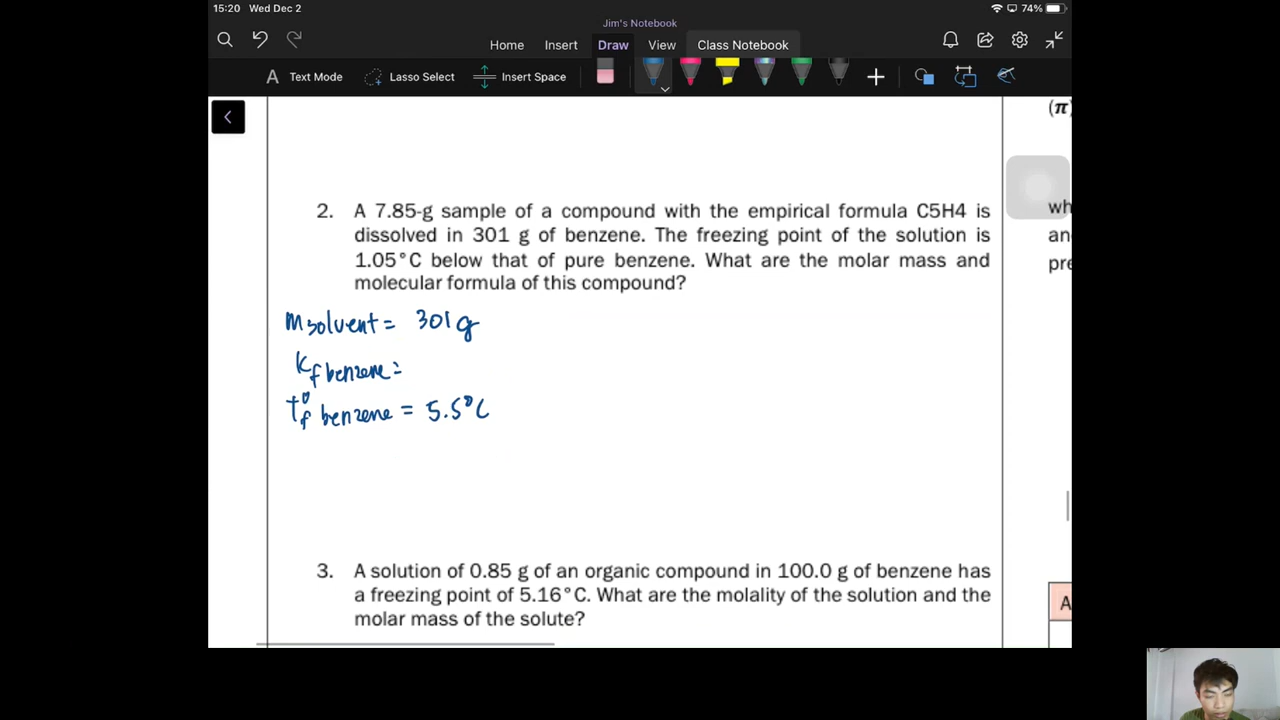 15:20 Wed Dec 2
74%
Jim's Notebook
Home Insert Draw View Class Notebook
A Text Mode Lasso Select Insert Space
(π
2. A 7.85-g sample of a compound with the empirical formula C5H4 is
dissolved in 301 g of benzene. The freezing point of the solution is
1.05°C below that of pure benzene. What are the molar mass and
molecular formula of this compound?
wh
an
pre
m solvent = 301 g
Kf benzene =
t°f benzene = 5.5°C
3. A solution of 0.85 g of an organic compound in 100.0 g of benzene has
a freezing point of 5.16°C. What are the molality of the solution and the
molar mass of the solute?
A